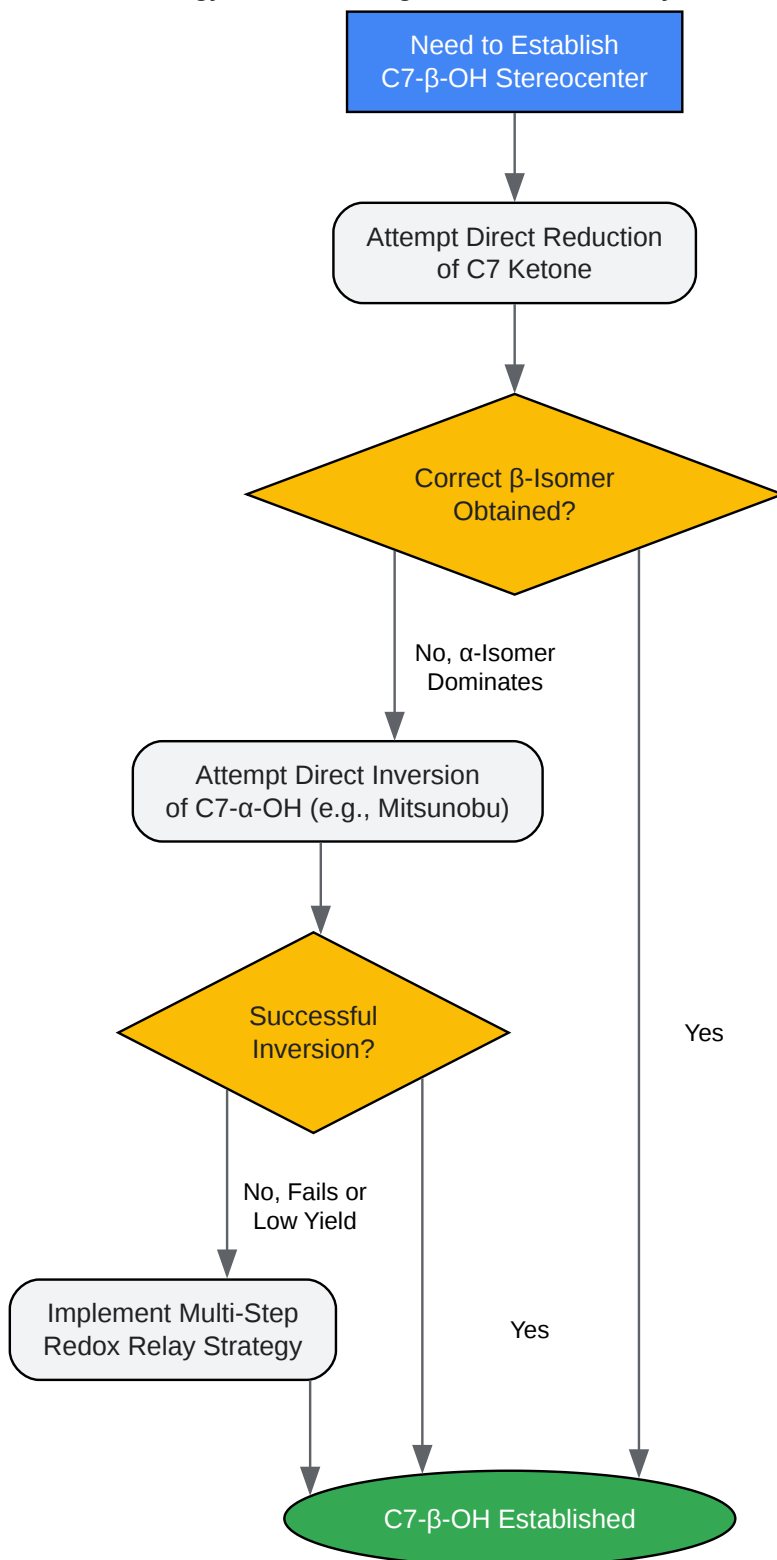 Need to Establish
C7-β-OH Stereocenter
Attempt Direct Reduction
of C7 Ketone
Correct β-Isomer
Obtained?
No, α-Isomer
Dominates
Attempt Direct Inversion
of C7-α-OH (e.g., Mitsunobu)
Successful
Inversion?
Yes
No, Fails or
Low Yield
Implement Multi-Step
Redox Relay Strategy
Yes
C7-β-OH Established